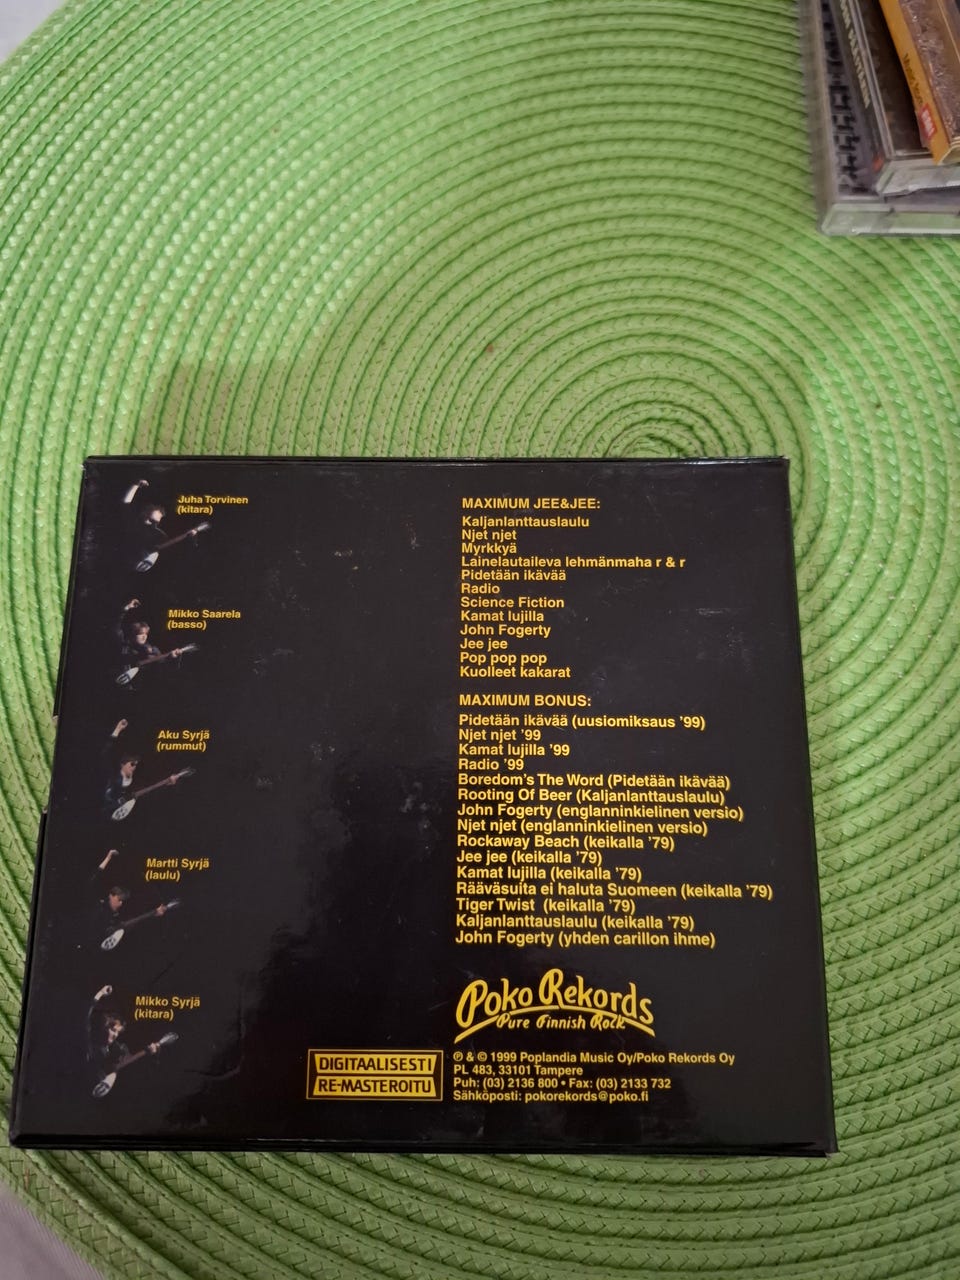 Juha Torvinen
(kitara)
Mikko Saarela
(basso)
Aku Syrjä
(rummut)
Martti Syrjä
(laulu)
Mikko Syrjä
(kitara)
MAXIMUM JEE&JEE:
Kaljanlanttauslaulu
Njet njet
Myrkkyä
Lainelautaileva lehmänmaha r & r
Pidetään ikävää
Radio
Science Fiction
Kamat lujilla
John Fogerty
Jee jee
Pop pop pop
Kuolleet kakarat
MAXIMUM BONUS:
Pidetään ikävää (uusiomiksaus '99)
Njet njet '99
Kamat lujilla '99
Radio '99
Boredom's The Word (Pidetään ikävää)
Rooting Of Beer (Kaljanlanttauslaulu)
John Fogerty (englanninkielinen versio)
Njet njet (englanninkielinen versio)
Rockaway Beach (keikalla '79)
Jee jee (keikalla '79)
Kamat lujilla (keikalla '79)
Rääväsuita ei haluta Suomeen (keikalla '79)
Tiger Twist (keikalla '79)
Kaljanlanttauslaulu (keikalla '79)
John Fogerty (yhden carillon ihme)
Poko Rekords
Pure Finnish Rock
DIGITAALISESTI
RE-MASTEROITU
℗ & © 1999 Poplandia Music Oy/Poko Rekords Oy
PL 483, 33101 Tampere
Puh: (03) 2136 800 • Fax: (03) 2133 732
Sähköposti: pokorekords@poko.fi
EMI